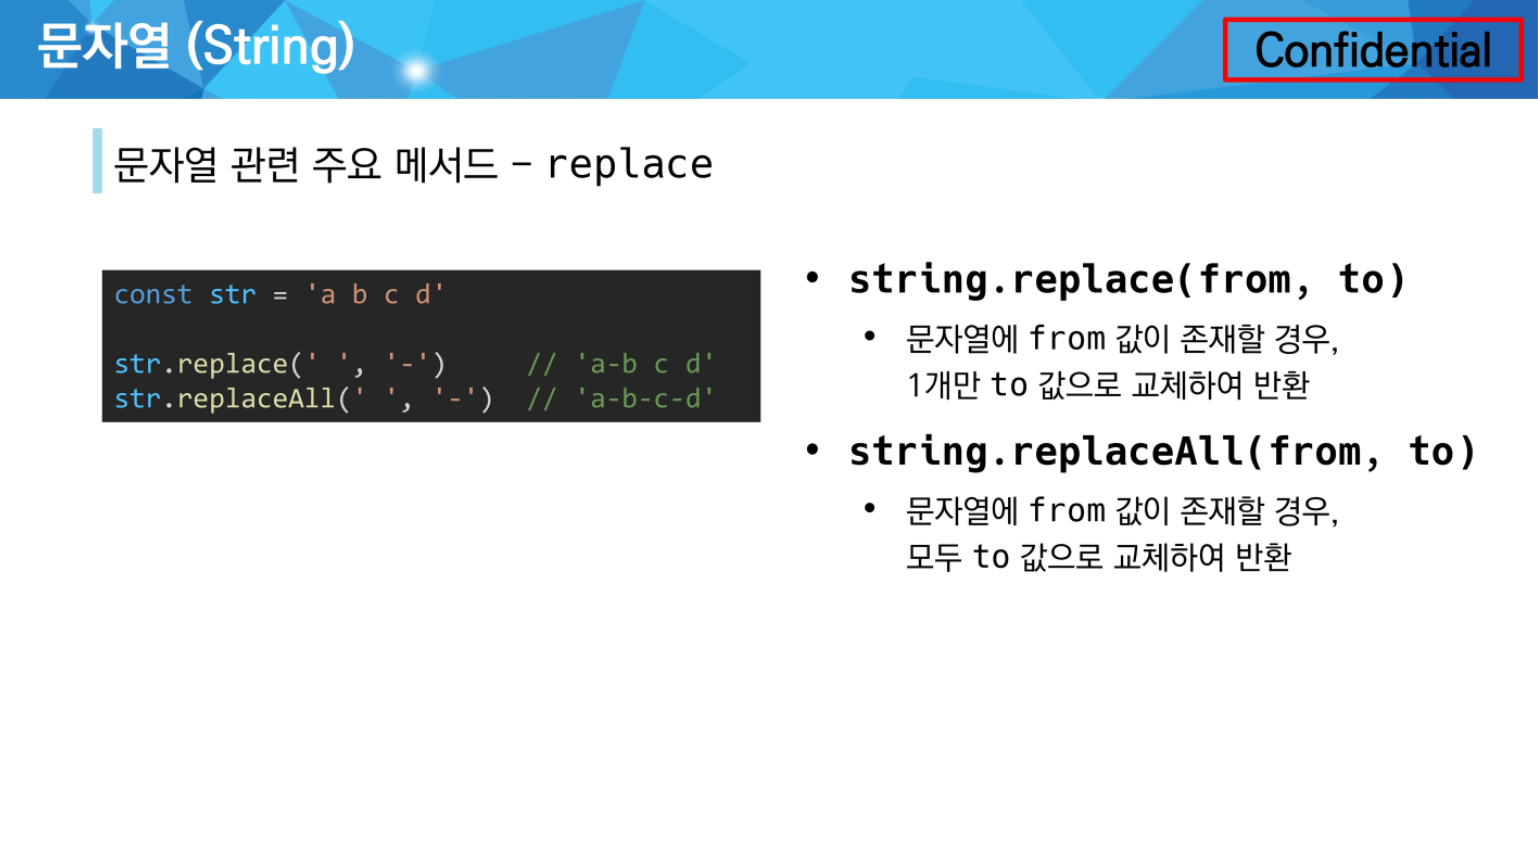 문자열 (String)
Confidential
문자열 관련 주요 메서드 – replace
const str = 'a b c d'
str.replace(' ', '-')     // 'a-b c d'
str.replaceAll(' ', '-')  // 'a-b-c-d'
• string.replace(from, to)
• 문자열에 from 값이 존재할 경우,
1개만 to 값으로 교체하여 반환
• string.replaceAll(from, to)
• 문자열에 from 값이 존재할 경우,
모두 to 값으로 교체하여 반환